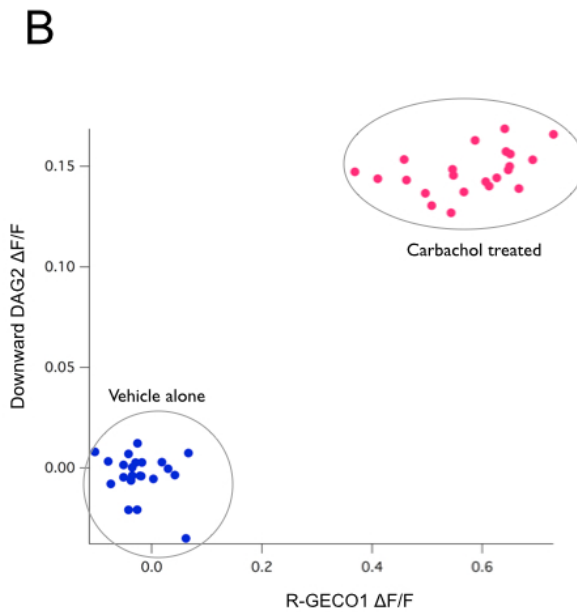 B
Downward DAG2 ΔF/F
0.15
0.10
0.05
0.00
Carbachol treated
Vehicle alone
0.0 0.2 0.4 0.6
R-GECO1 ΔF/F